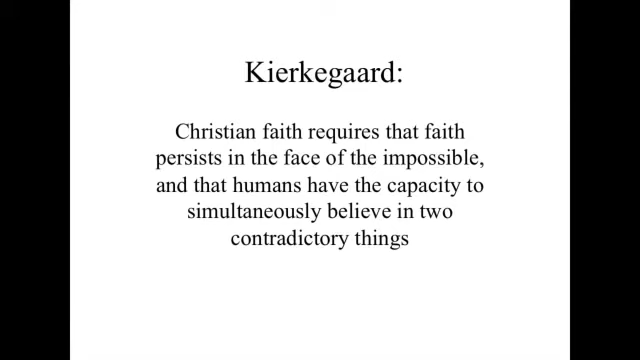 Kierkegaard:
Christian faith requires that faith
persists in the face of the impossible,
and that humans have the capacity to
simultaneously believe in two
contradictory things